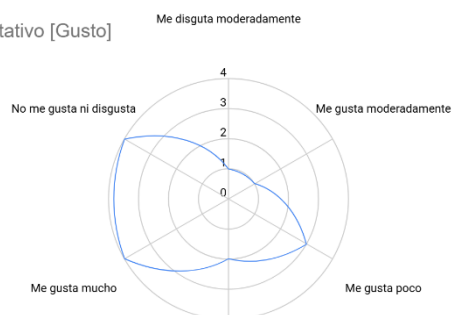 Me disgusta moderadamente
[Gusto]
4
No me gusta ni disgusta
3
Me gusta moderadamente
2
1
0
Me gusta mucho
Me gusta poco